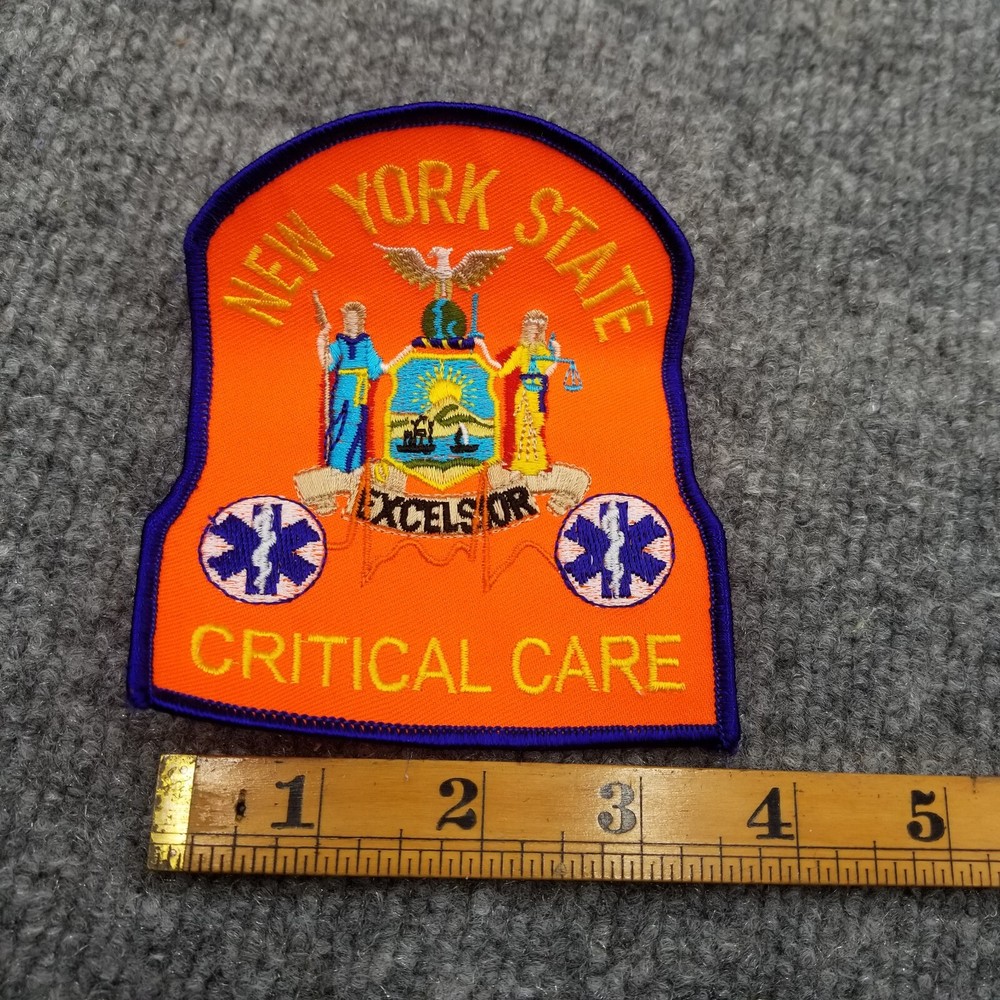 NEW YORK STATE
EXCELSIOR
CRITICAL CARE
1 2 3 4 5